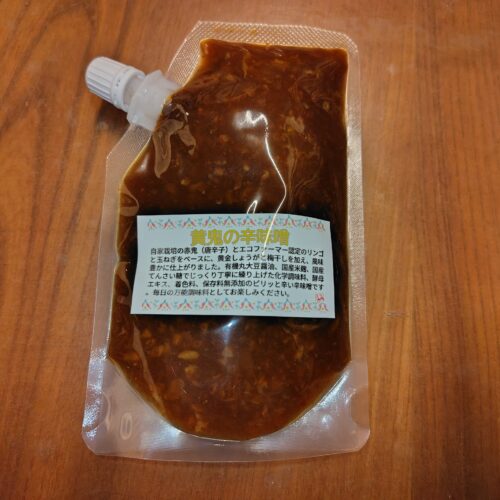 黄鬼の辛味噌
自家栽培の赤鬼（唐辛子）とエコファーマー認定のリンゴ
と玉ねぎをベースに、黄金しょうがと梅干しを加え、風味
豊かに仕上がりました。有機丸大豆醤油、国産米麹、国産
てんさい糖でじっくり丁寧に練り上げた化学調味料、酵母
エキス、着色料、保存料無添加のピリッと辛い辛味噌です
。毎日の万能調味料としてお楽しみください。